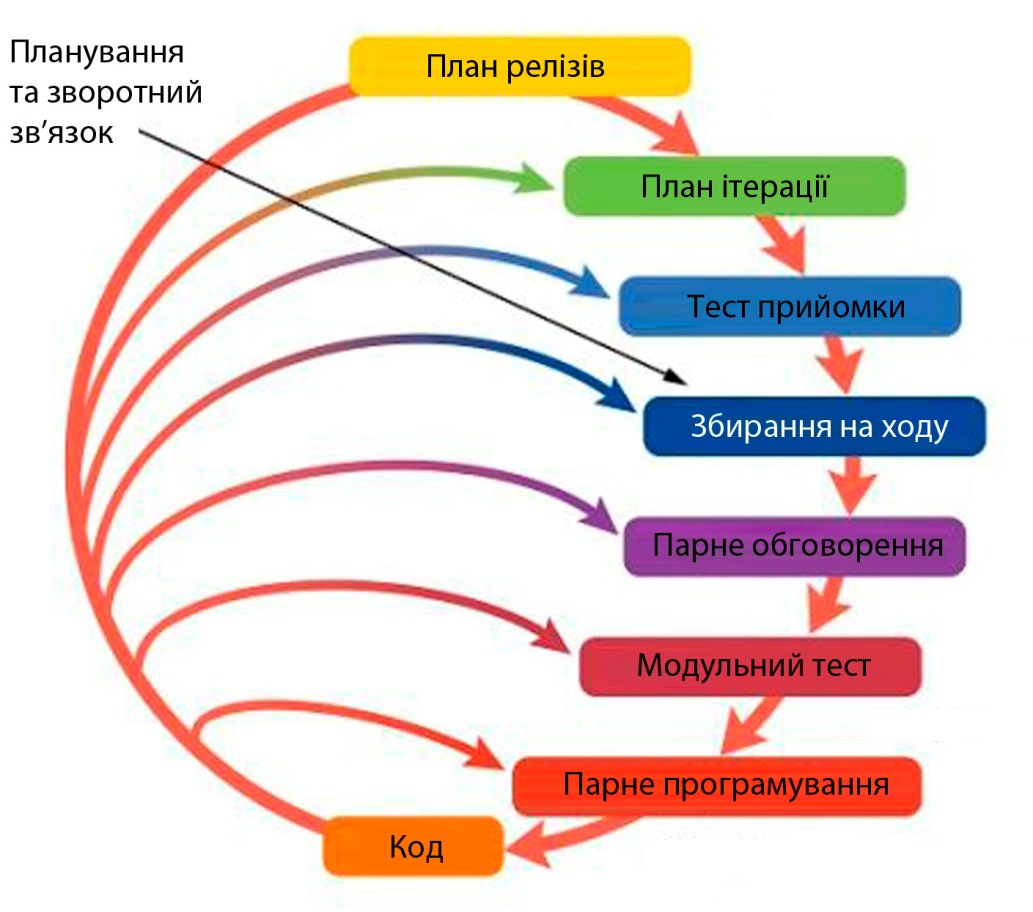 Планування
та зворотний
зв’язок
План релізів
План ітерації
Тест прийомки
Збирання на ходу
Парне обговорення
Модульний тест
Парне програмування
Код